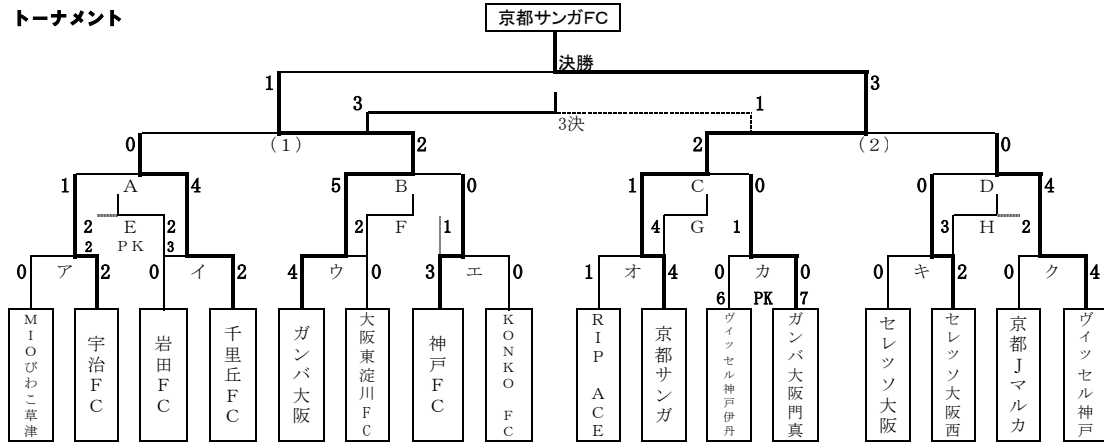 トーナメント
京都サンガFC
決勝
1
3
3
1
3決
0
(1)
2
2
(2)
0
1
A
4
5
B
0
1
C
0
0
D
4
2
E
2
2
F
1
4
G
1
3
H
2
2
PK
3
0
ア
2
0
イ
2
4
ウ
0
3
エ
0
1
オ
4
0
カ
0
0
キ
2
0
ク
4
6
PK
7
MIOびわこ草津
宇治FC
岩田FC
千里丘FC
ガンバ大阪
大阪東淀川FC
神戸FC
KONKO FC
RIP ACE
京都サンガ
ヴィッセル神戸伊丹
ガンバ大阪門真
セレッソ大阪
セレッソ大阪西
京都Jマルカ
ヴィッセル神戸